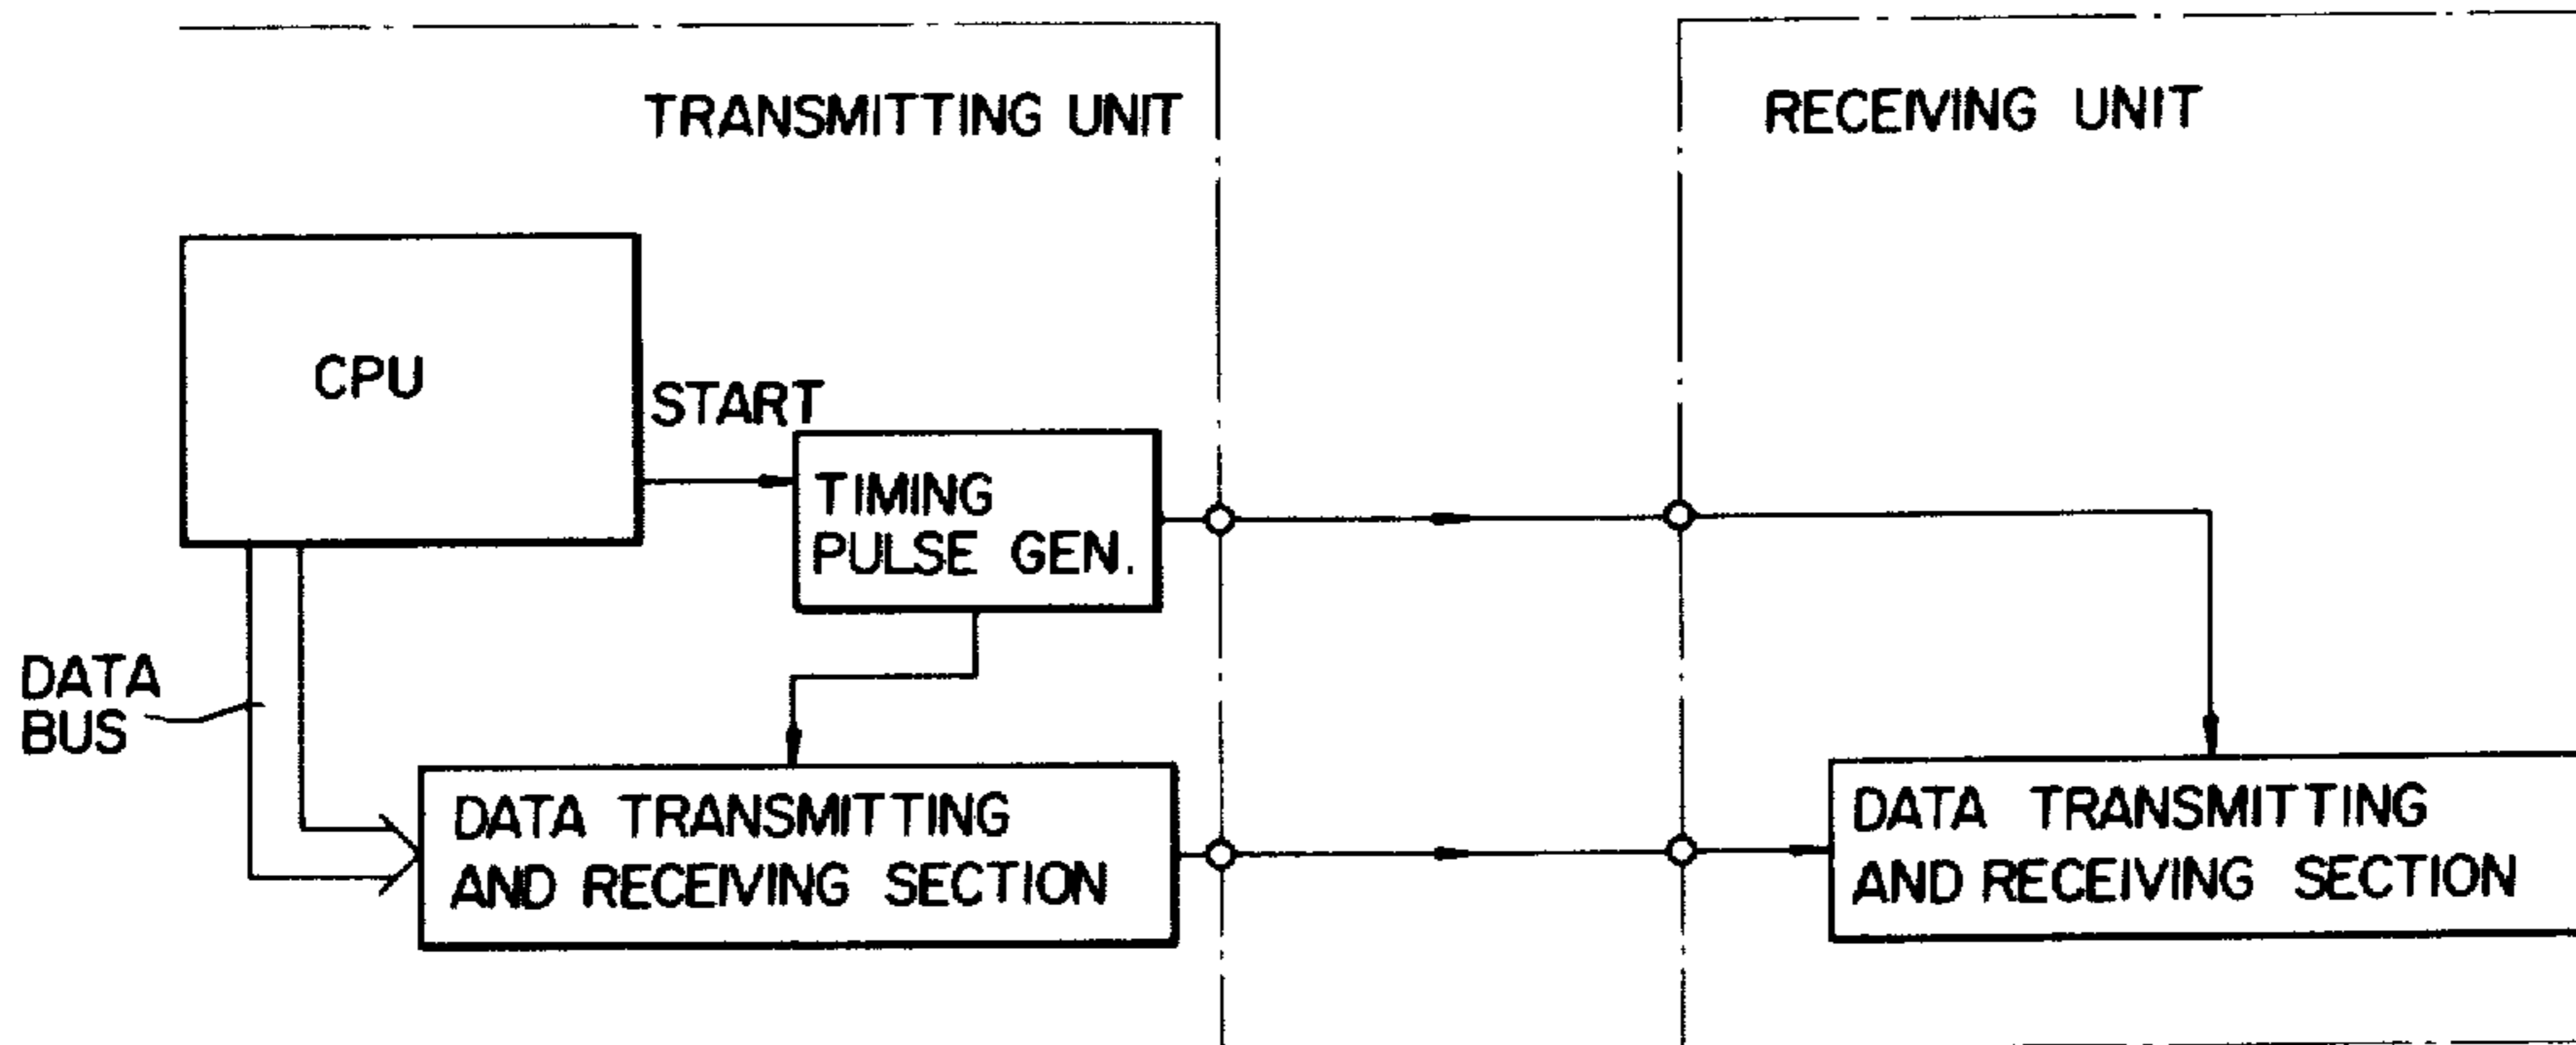 TRANSMITTING UNIT
RECEIVING UNIT
CPU
START
TIMING
PULSE GEN.
DATA
BUS
DATA TRANSMITTING
AND RECEIVING SECTION
DATA TRANSMITTING
AND RECEIVING SECTION